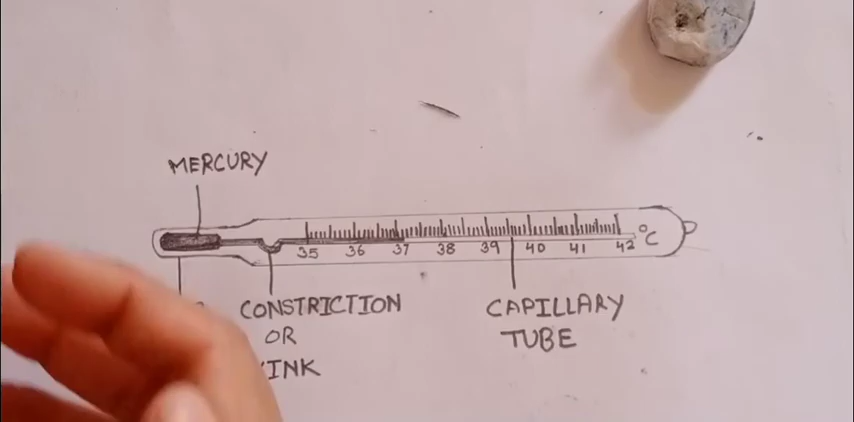 MERCURY
35 36 37 38 39 40 41 42 °C
CONSTRICTION
OR
CAPILLARY
TUBE